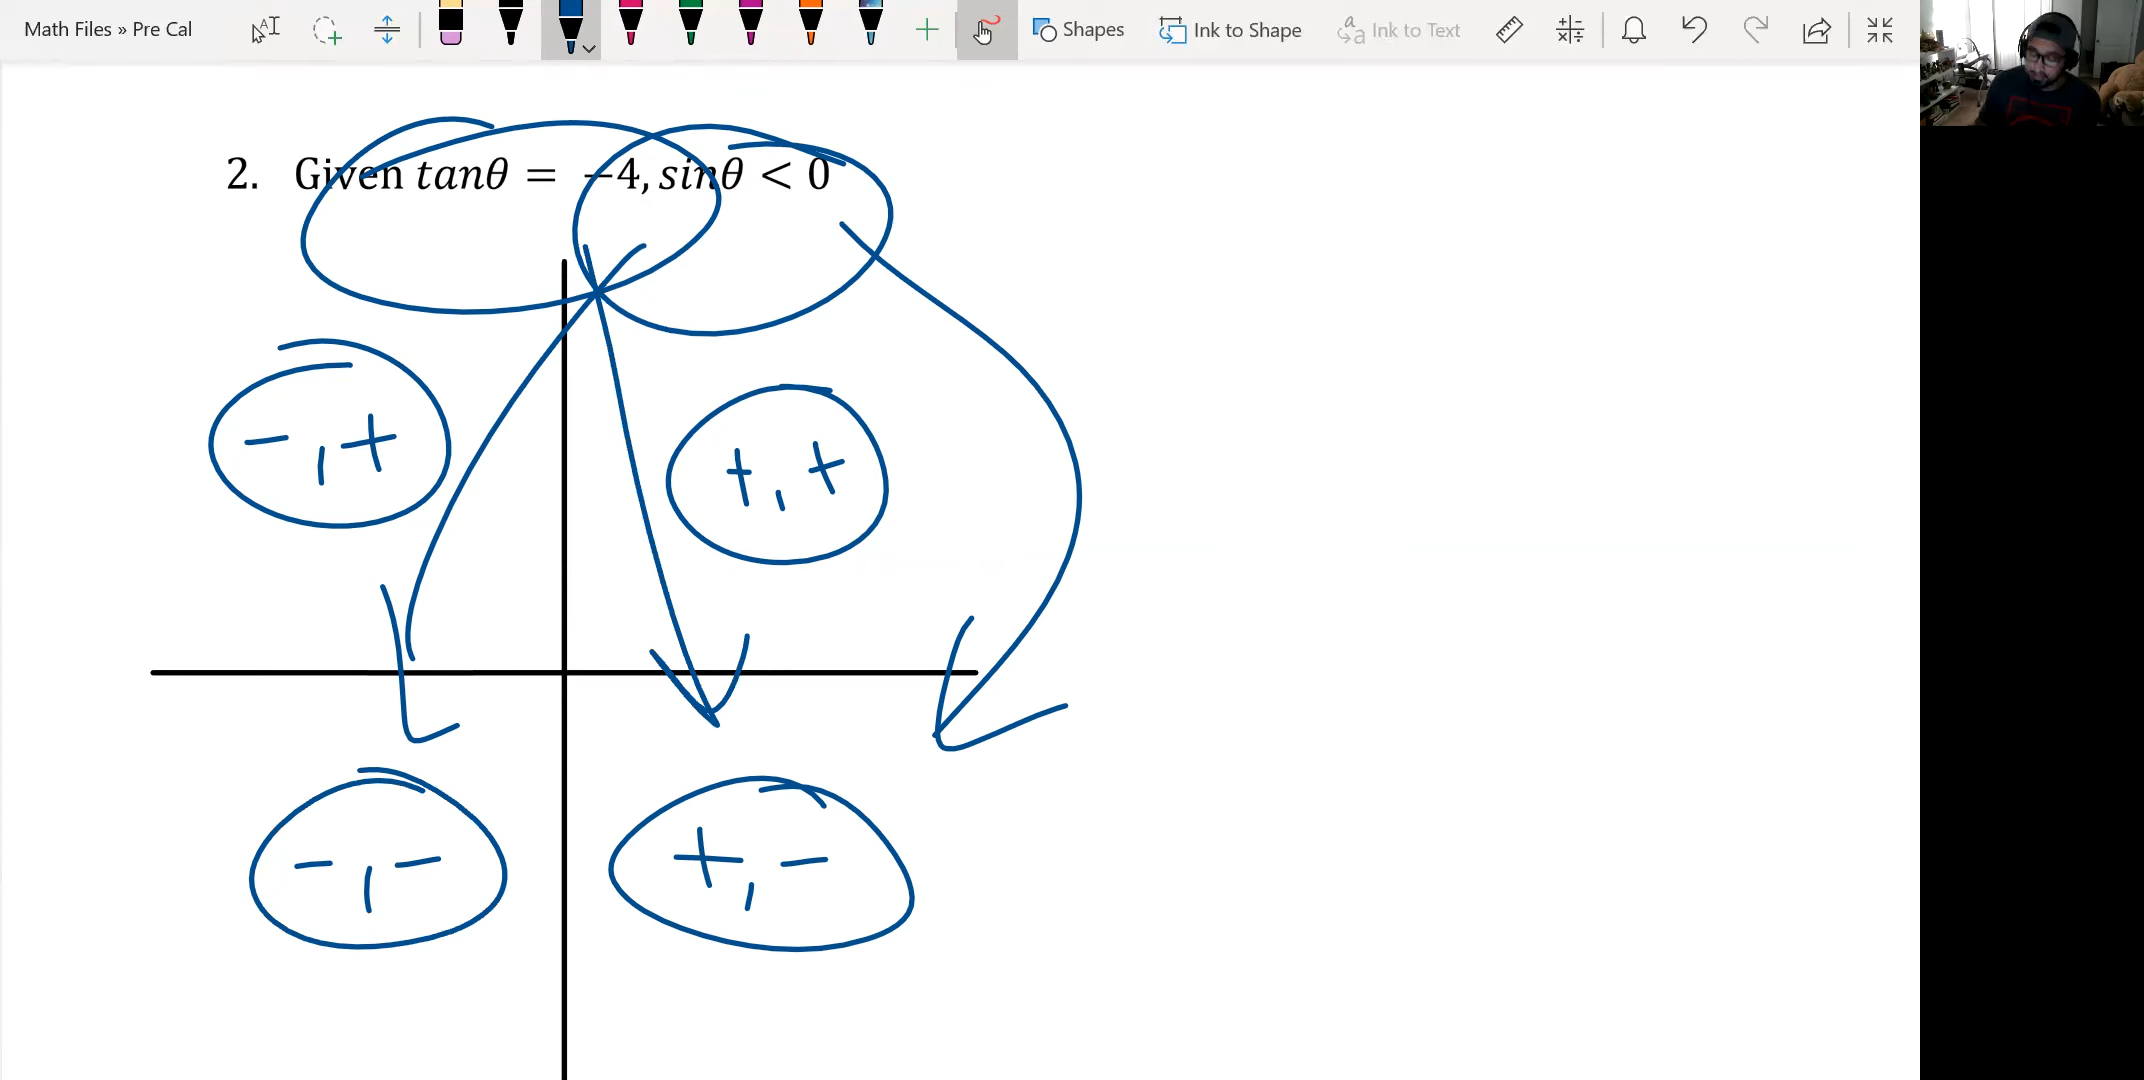 Math Files » Pre Cal
Shapes
Ink to Shape
Ink to Text
2. Given tanθ = −4, sinθ < 0
−,+
+,+
−,−
+,−